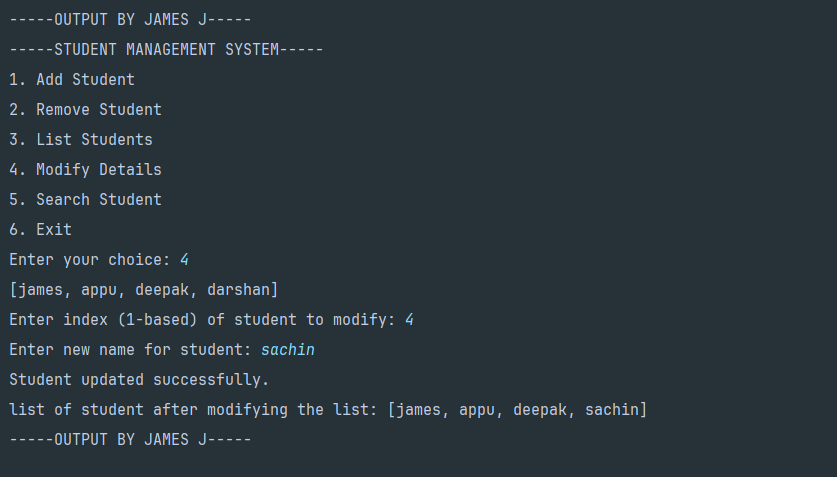 -----OUTPUT BY JAMES J-----
-----STUDENT MANAGEMENT SYSTEM-----
1. Add Student
2. Remove Student
3. List Students
4. Modify Details
5. Search Student
6. Exit
Enter your choice: 4
[james, appu, deepak, darshan]
Enter index (1-based) of student to modify: 4
Enter new name for student: sachin
Student updated successfully.
list of student after modifying the list: [james, appu, deepak, sachin]
-----OUTPUT BY JAMES J-----